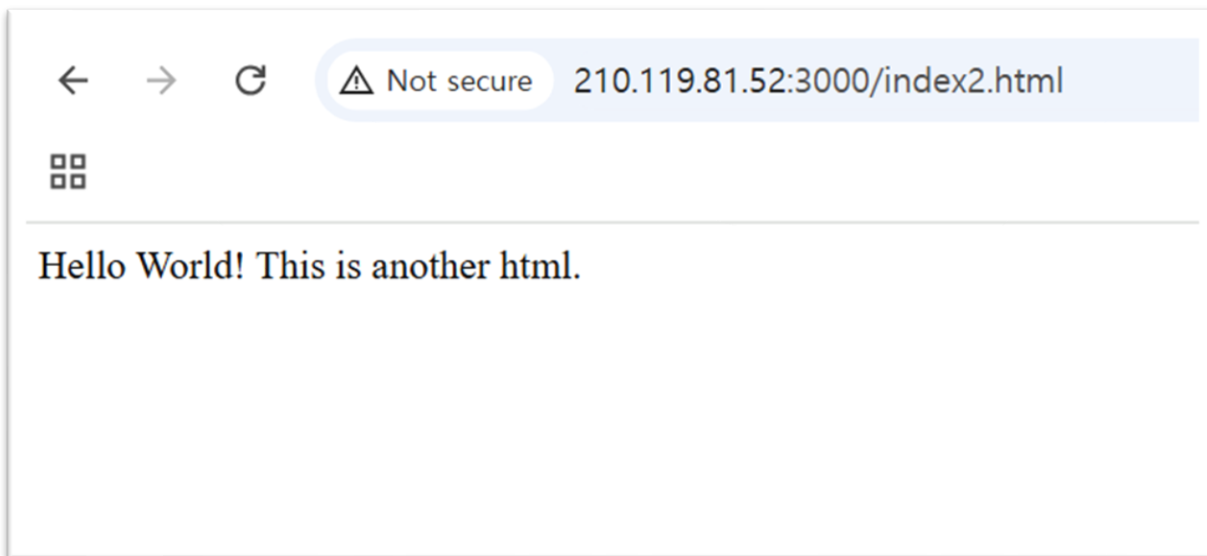 Not secure 210.119.81.52:3000/index2.html
Hello World! This is another html.